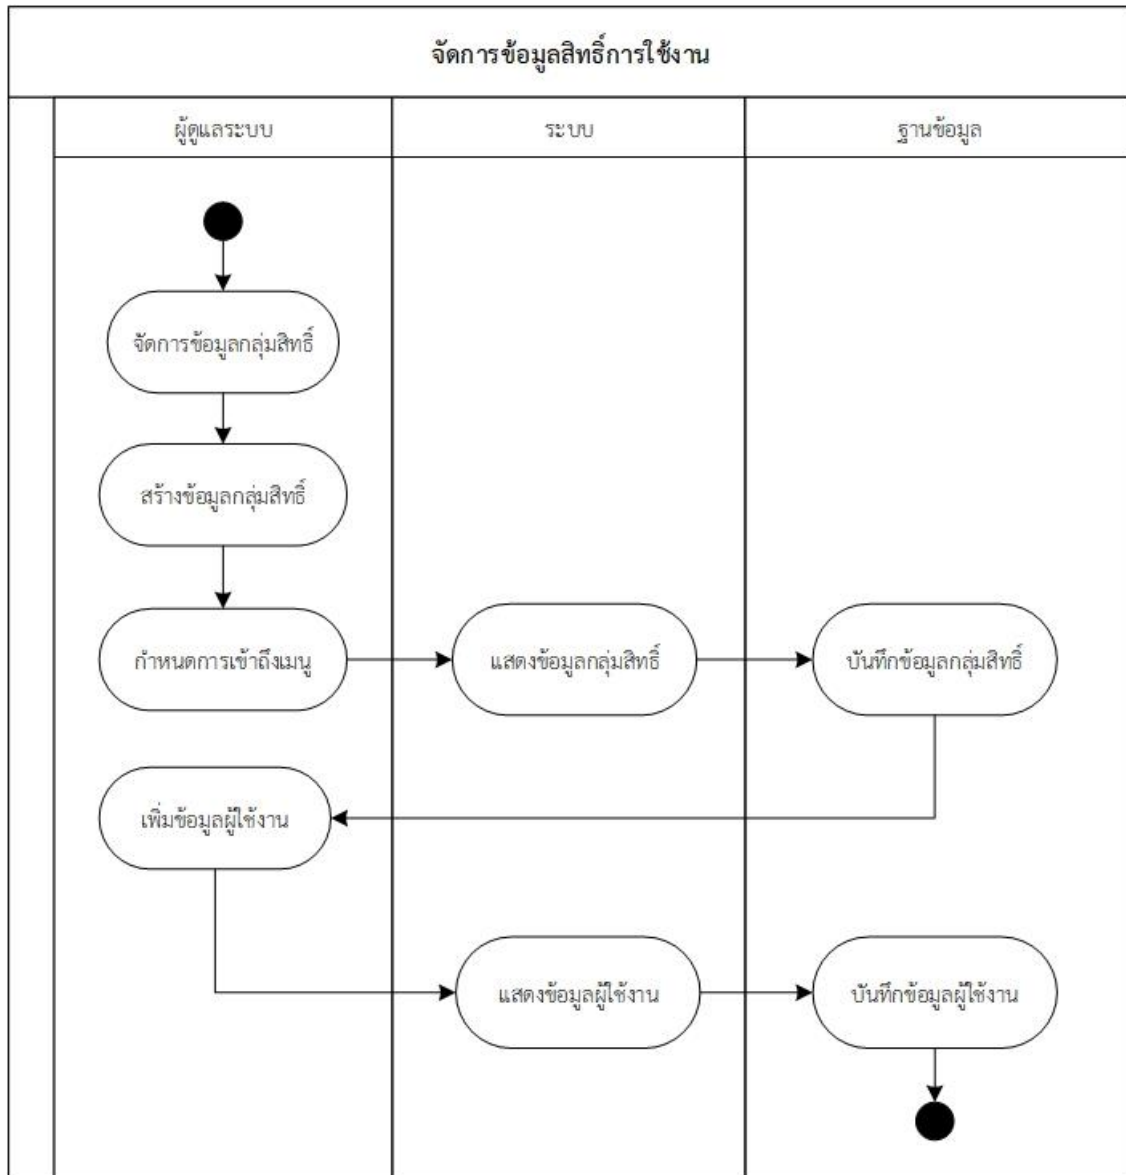 จัดการข้อมูลสิทธิ์การใช้งาน
ผู้ดูแลระบบ
ระบบ
ฐานข้อมูล
จัดการข้อมูลกลุ่มสิทธิ์
สร้างข้อมูลกลุ่มสิทธิ์
กำหนดการเข้าถึงเมนู
แสดงข้อมูลกลุ่มสิทธิ์
บันทึกข้อมูลกลุ่มสิทธิ์
เพิ่มข้อมูลผู้ใช้งาน
แสดงข้อมูลผู้ใช้งาน
บันทึกข้อมูลผู้ใช้งาน